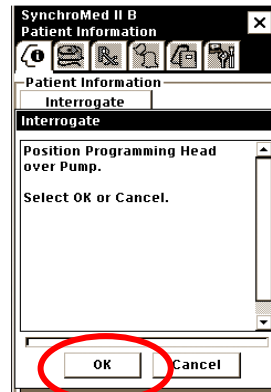 SynchroMed II B
Patient Information
Patient Information
Interrogate
Interrogate
Position Programming Head
over Pump.
Select OK or Cancel.
OK
Cancel